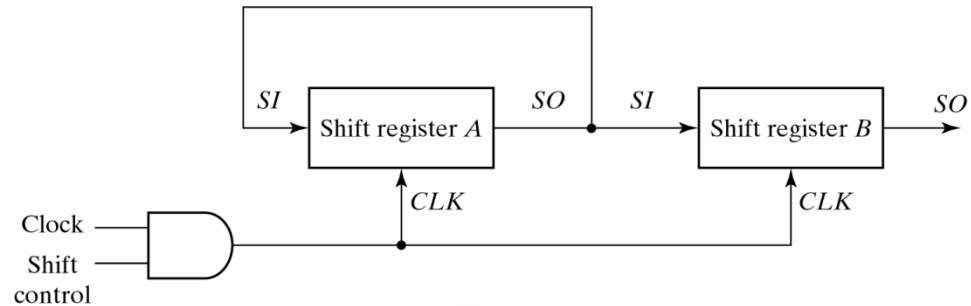 SI
Shift register A
SO
SI
Shift register B
SO
CLK
CLK
Clock
Shift
control